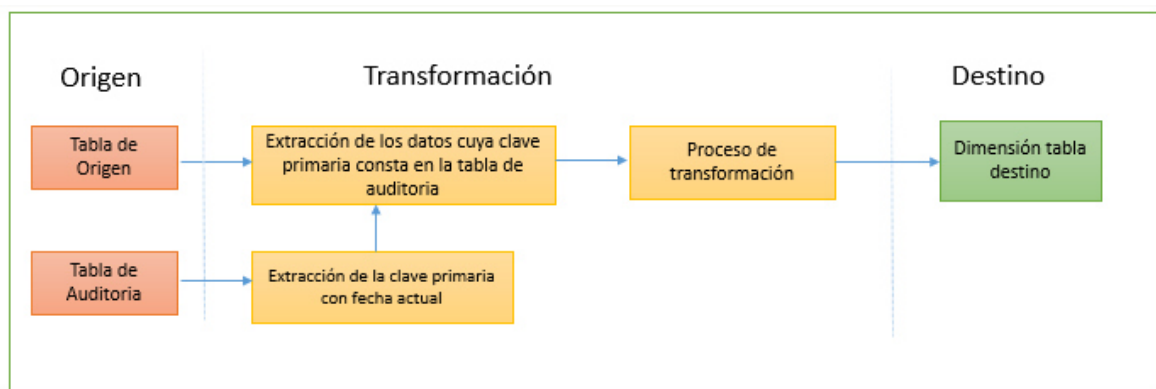 Origen
Transformación
Destino
Tabla de
Origen
Extracción de los datos cuya clave
primaria consta en la tabla de
auditoria
Proceso de
transformación
Dimensión tabla
destino
Tabla de
Auditoria
Extracción de la clave primaria
con fecha actual